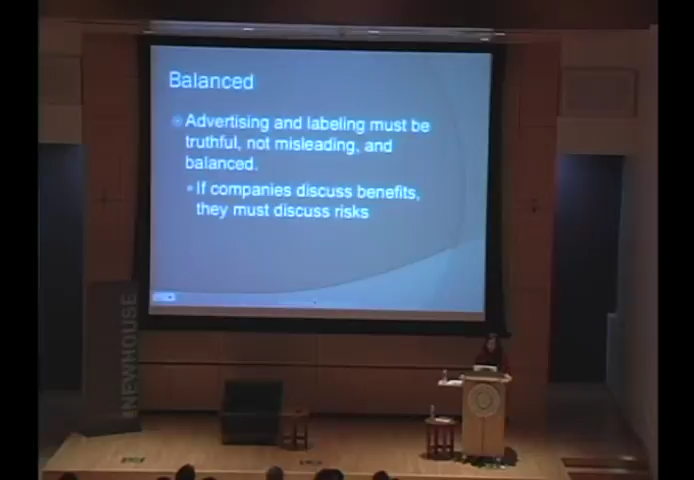 Balanced
Advertising and labeling must be
truthful, not misleading, and
balanced.
If companies discuss benefits,
they must discuss risks
NEWHOUSE